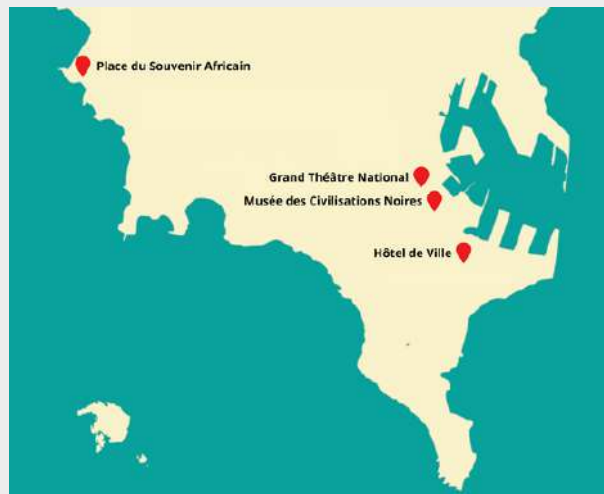 Place du Souvenir Africain
Grand Théâtre National
Musée des Civilisations Noires
Hôtel de Ville